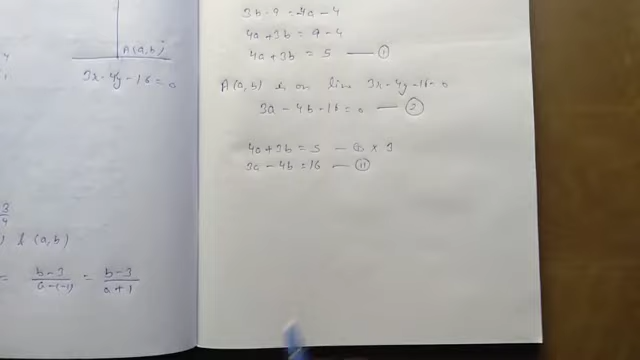 A(a,b)
3x-4y-16=0
3/4
& (a,b)
= b-3/a-(-1) = b-3/a+1
3b-9 = -4a-4
4a+3b = 9-4
4a+3b = 5 — ①
A(a,b) is on line 3x-4y-16=0
3a-4b-16=0 — ②
4a+3b=5 — × 3
3a-4b=16 — ⑪